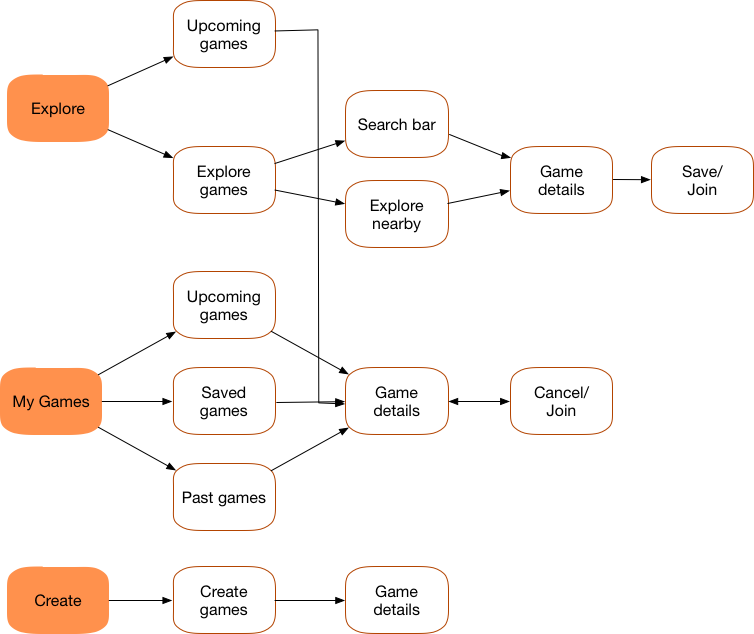 Upcoming
games
Explore
Search bar
Explore
games
Game
details
Save/
Join
Explore
nearby
Upcoming
games
My Games
Saved
games
Game
details
Cancel/
Join
Past games
Create
Create
games
Game
details